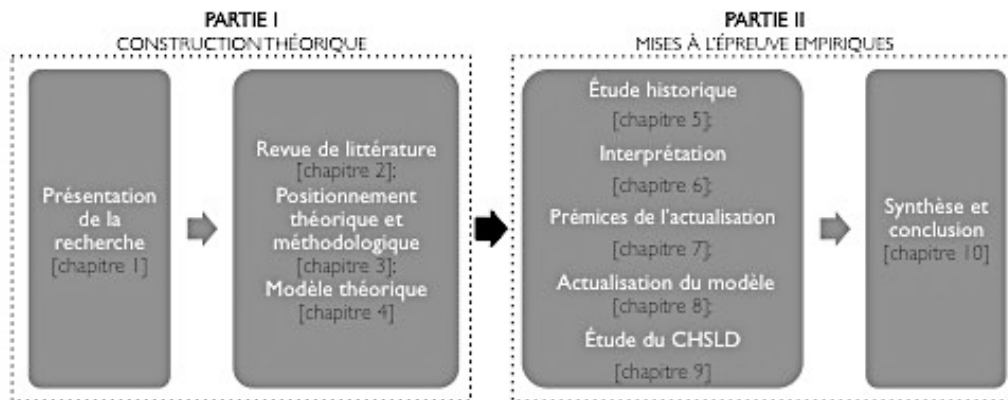 PARTIE I
CONSTRUCTION THÉORIQUE
Présentation
de la
recherche
[chapitre 1]
Revue de littérature
[chapitre 2];
Positionnement
théorique et
méthodologique
[chapitre 3];
Modèle théorique
[chapitre 4]
PARTIE II
MISES À L'ÉPREUVE EMPIRIQUES
Étude historique
[chapitre 5];
Interprétation
[chapitre 6];
Prémices de l'actualisation
[chapitre 7];
Actualisation du modèle
[chapitre 8];
Étude du CHSLD
[chapitre 9]
Synthèse et
conclusion
[chapitre 10]